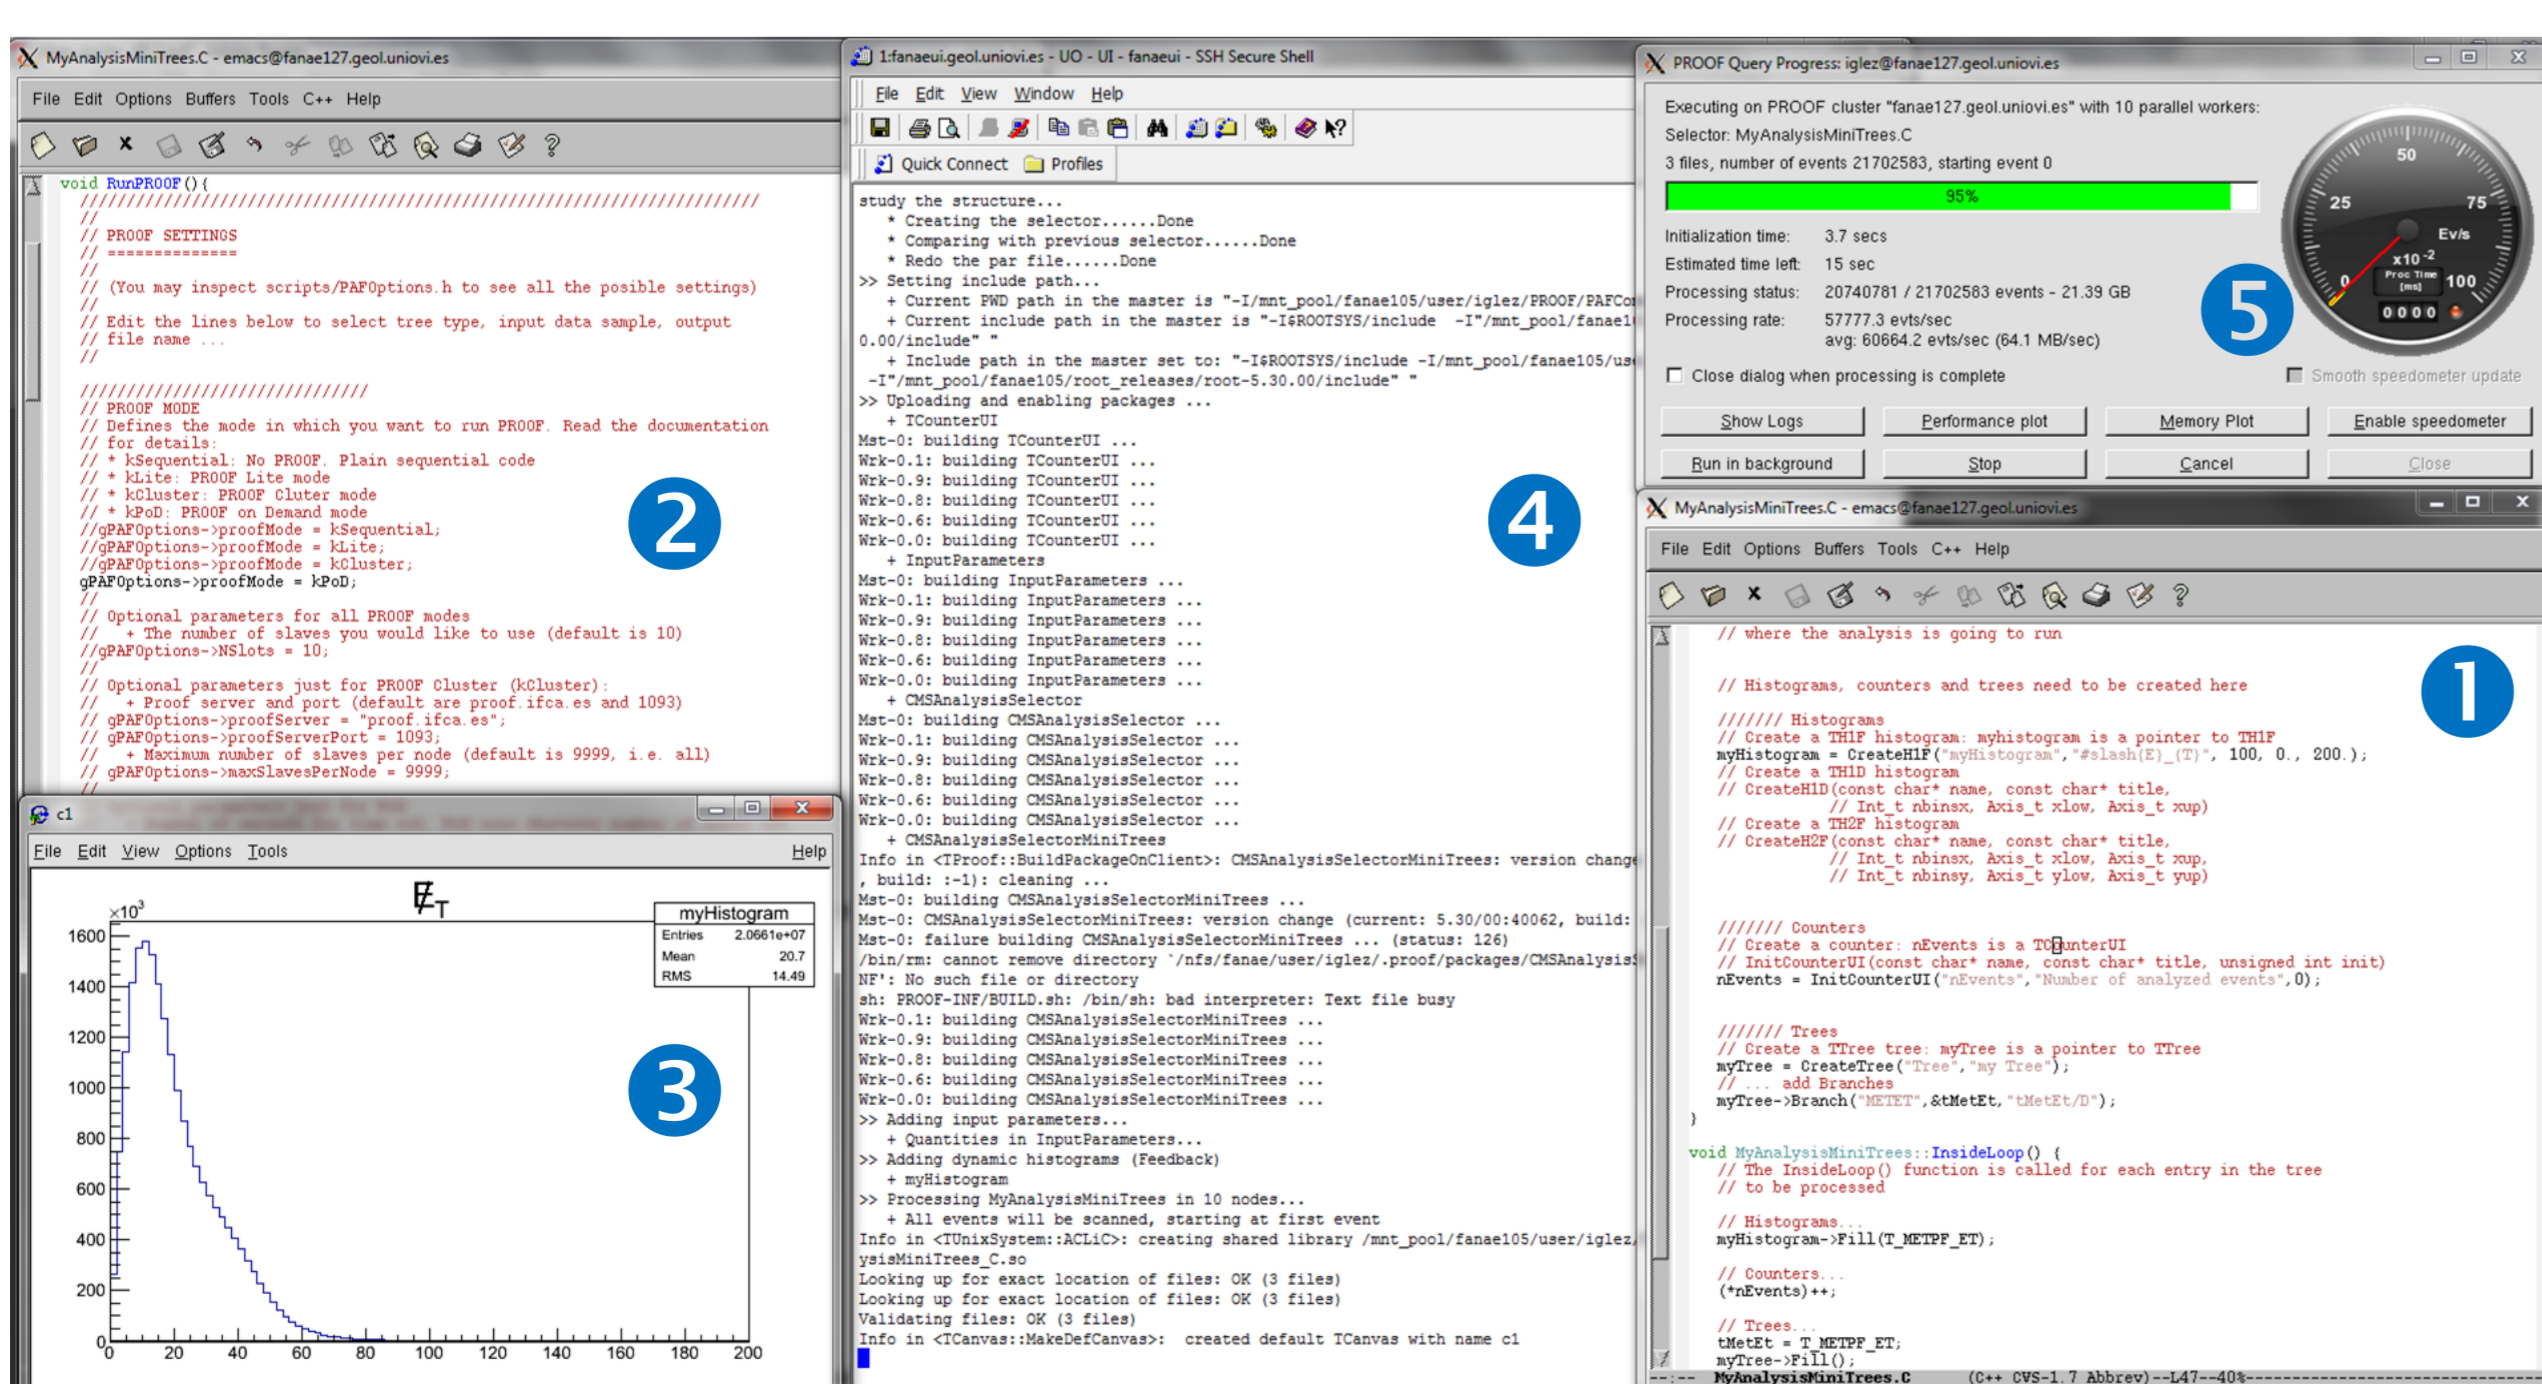 MyAnalysisMiniTrees.C - emacs@fanae127.geol.uniovi.es
File Edit Options Buffers Tools C++ Help
void RunPROOF(){
////////////////////////////////////////////////////////////////////////
//
// PROOF SETTINGS
// ==============
//
// (You may inspect scripts/PAFOptions.h to see all the posible settings)
//
// Edit the lines below to select tree type, input data sample, output
// file name ...
//
///////////////////////////////
// PROOF MODE
// Defines the mode in which you want to run PROOF. Read the documentation
// for details:
// * kSequential: No PROOF. Plain sequential code
// * kLite: PROOF Lite mode
// * kCluster: PROOF Cluter mode
// * kPoD: PROOF on Demand mode
//gPAFOptions->proofMode = kSequential;
//gPAFOptions->proofMode = kLite;
//gPAFOptions->proofMode = kCluster;
gPAFOptions->proofMode = kPoD;
//
// Optional parameters for all PROOF modes
// + The number of slaves you would like to use (default is 10)
//gPAFOptions->NSlots = 10;
//
// Optional parameters just for PROOF Cluster (kCluster):
// + Proof server and port (default are proof.ifca.es and 1093)
// gPAFOptions->proofServer = "proof.ifca.es";
// gPAFOptions->proofServerPort = 1093;
// + Maximum number of slaves per node (default is 9999, i.e. all)
// gPAFOptions->maxSlavesPerNode = 9999;
//
2
c1
File Edit View Options Tools Help
E̸T
×10³
myHistogram
Entries 2.0661e+07
Mean 20.7
RMS 14.49
1600
1400
1200
1000
800
600
400
200
0
0 20 40 60 80 100 120 140 160 180 200
3
1:fanaeui.geol.uniovi.es - UO - UI - fanaeui - SSH Secure Shell
File Edit View Window Help
Quick Connect Profiles
study the structure...
* Creating the selector......Done
* Comparing with previous selector......Done
* Redo the par file......Done
>> Setting include path...
+ Current PWD path in the master is "-I/mnt_pool/fanae105/user/iglez/PROOF/PAFCo
+ Current include path in the master is "-I$ROOTSYS/include -I"/mnt_pool/fanae1
0.00/include" "
+ Include path in the master set to: "-I$ROOTSYS/include -I/mnt_pool/fanae105/us
-I"/mnt_pool/fanae105/root_releases/root-5.30.00/include" "
>> Uploading and enabling packages ...
+ TCounterUI
Mst-0: building TCounterUI ...
Wrk-0.1: building TCounterUI ...
Wrk-0.9: building TCounterUI ...
Wrk-0.8: building TCounterUI ...
Wrk-0.6: building TCounterUI ...
Wrk-0.0: building TCounterUI ...
+ InputParameters
Mst-0: building InputParameters ...
Wrk-0.1: building InputParameters ...
Wrk-0.9: building InputParameters ...
Wrk-0.8: building InputParameters ...
Wrk-0.6: building InputParameters ...
Wrk-0.0: building InputParameters ...
+ CMSAnalysisSelector
Mst-0: building CMSAnalysisSelector ...
Wrk-0.1: building CMSAnalysisSelector ...
Wrk-0.9: building CMSAnalysisSelector ...
Wrk-0.8: building CMSAnalysisSelector ...
Wrk-0.6: building CMSAnalysisSelector ...
Wrk-0.0: building CMSAnalysisSelector ...
+ CMSAnalysisSelectorMiniTrees
Info in <TProof::BuildPackageOnClient>: CMSAnalysisSelectorMiniTrees: version change
, build: :-1): cleaning ...
Mst-0: building CMSAnalysisSelectorMiniTrees ...
Mst-0: CMSAnalysisSelectorMiniTrees: version change (current: 5.30/00:40062, build:
Mst-0: failure building CMSAnalysisSelectorMiniTrees ... (status: 126)
/bin/rm: cannot remove directory `/nfs/fanae/user/iglez/.proof/packages/CMSAnalysisS
NF': No such file or directory
sh: PROOF-INF/BUILD.sh: /bin/sh: bad interpreter: Text file busy
Wrk-0.1: building CMSAnalysisSelectorMiniTrees ...
Wrk-0.9: building CMSAnalysisSelectorMiniTrees ...
Wrk-0.8: building CMSAnalysisSelectorMiniTrees ...
Wrk-0.6: building CMSAnalysisSelectorMiniTrees ...
Wrk-0.0: building CMSAnalysisSelectorMiniTrees ...
>> Adding input parameters...
+ Quantities in InputParameters...
>> Adding dynamic histograms (Feedback)
+ myHistogram
>> Processing MyAnalysisMiniTrees in 10 nodes...
+ All events will be scanned, starting at first event
Info in <TUnixSystem::ACLiC>: creating shared library /mnt_pool/fanae105/user/iglez/
ysisMiniTrees_C.so
Looking up for exact location of files: OK (3 files)
Looking up for exact location of files: OK (3 files)
Validating files: OK (3 files)
Info in <TCanvas::MakeDefCanvas>: created default TCanvas with name c1
4
PROOF Query Progress: iglez@fanae127.geol.uniovi.es
Executing on PROOF cluster "fanae127.geol.uniovi.es" with 10 parallel workers:
Selector: MyAnalysisMiniTrees.C
3 files, number of events 21702583, starting event 0
95%
Initialization time: 3.7 secs
Estimated time left: 15 sec
Processing status: 20740781 / 21702583 events - 21.39 GB
Processing rate: 57777.3 evts/sec
avg: 60664.2 evts/sec (64.1 MB/sec)
Close dialog when processing is complete
Smooth speedometer update
Show Logs Performance plot Memory Plot Enable speedometer
Run in background Stop Cancel Close
0 25 50 75 100
Ev/s
x10-2
Proc Time
[ms]
0000
5
MyAnalysisMiniTrees.C - emacs@fanae127.geol.uniovi.es
File Edit Options Buffers Tools C++ Help
// where the analysis is going to run
// Histograms, counters and trees need to be created here
/////// Histograms
// Create a TH1F histogram: myhistogram is a pointer to TH1F
myHistogram = CreateH1F("myHistogram","#slash{E}_{T}", 100, 0., 200.);
// Create a TH1D histogram
// CreateH1D(const char* name, const char* title,
// Int_t nbinsx, Axis_t xlow, Axis_t xup)
// Create a TH2F histogram
// CreateH2F(const char* name, const char* title,
// Int_t nbinsx, Axis_t xlow, Axis_t xup,
// Int_t nbinsy, Axis_t ylow, Axis_t yup)
/////// Counters
// Create a counter: nEvents is a TCounterUI
// InitCounterUI(const char* name, const char* title, unsigned int init)
nEvents = InitCounterUI("nEvents","Number of analyzed events",0);
/////// Trees
// Create a TTree tree: myTree is a pointer to TTree
myTree = CreateTree("Tree","my Tree");
// ... add Branches
myTree->Branch("METET",&tMetEt,"tMetEt/D");
}
void MyAnalysisMiniTrees::InsideLoop() {
// The InsideLoop() function is called for each entry in the tree
// to be processed
// Histograms...
myHistogram->Fill(T_METPF_ET);
// Counters...
(*nEvents)++;
// Trees...
tMetEt = T_METPF_ET;
myTree->Fill();
--:-- MyAnalysisMiniTrees.C (C++ CVS-1.7 Abbrev)--L47--40%--
1